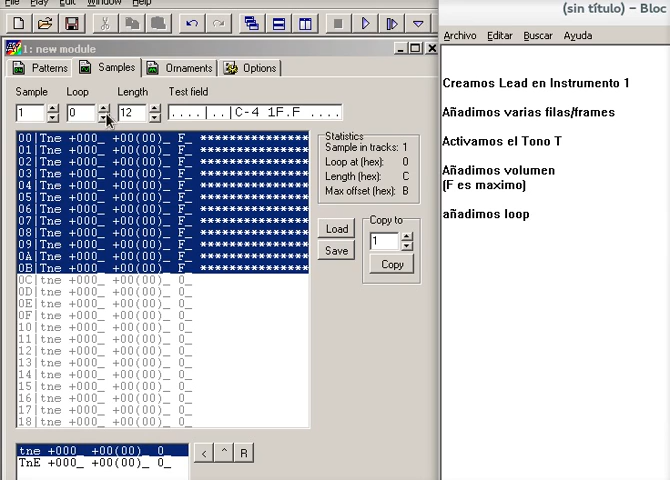 File Play Edit Window Help
(sin título) – Bloc
1: new module
Archivo Editar Buscar Ayuda
Patterns Samples Ornaments Options
Sample Loop Length Test field
1 0 12 ....|..|C-4 1F.F ....
Creamos Lead en Instrumento 1
Añadimos varias filas/frames
Activamos el Tono T
Añadimos volumen
(F es maximo)
añadimos loop
00|Tne +000_ +00(00)_ F_ ***************
01|Tne +000_ +00(00)_ F_ ***************
02|Tne +000_ +00(00)_ F_ ***************
03|Tne +000_ +00(00)_ F_ ***************
04|Tne +000_ +00(00)_ F_ ***************
05|Tne +000_ +00(00)_ F_ ***************
06|Tne +000_ +00(00)_ F_ ***************
07|Tne +000_ +00(00)_ F_ ***************
08|Tne +000_ +00(00)_ F_ ***************
09|Tne +000_ +00(00)_ F_ ***************
0A|Tne +000_ +00(00)_ F_ ***************
0B|Tne +000_ +00(00)_ F_ ***************
0C|tne +000_ +00(00)_ 0_
0D|tne +000_ +00(00)_ 0_
0E|tne +000_ +00(00)_ 0_
0F|tne +000_ +00(00)_ 0_
10|tne +000_ +00(00)_ 0_
11|tne +000_ +00(00)_ 0_
12|tne +000_ +00(00)_ 0_
13|tne +000_ +00(00)_ 0_
14|tne +000_ +00(00)_ 0_
15|tne +000_ +00(00)_ 0_
16|tne +000_ +00(00)_ 0_
17|tne +000_ +00(00)_ 0_
18|tne +000_ +00(00)_ 0_
Statistics
Sample in tracks: 1
Loop at (hex): 0
Length (hex): C
Max offset (hex): B
Load
Save
Copy to
1
Copy
tne +000_ +00(00)_ 0_
TnE +000_ +00(00)_ 0_
< ^ R